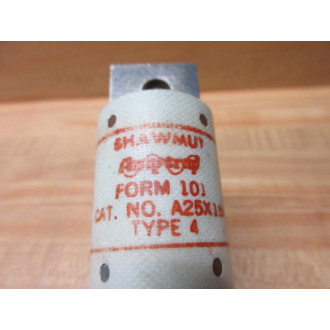 SHAWMUT
FORM 101
CAT. NO. A25X15
TYPE 4